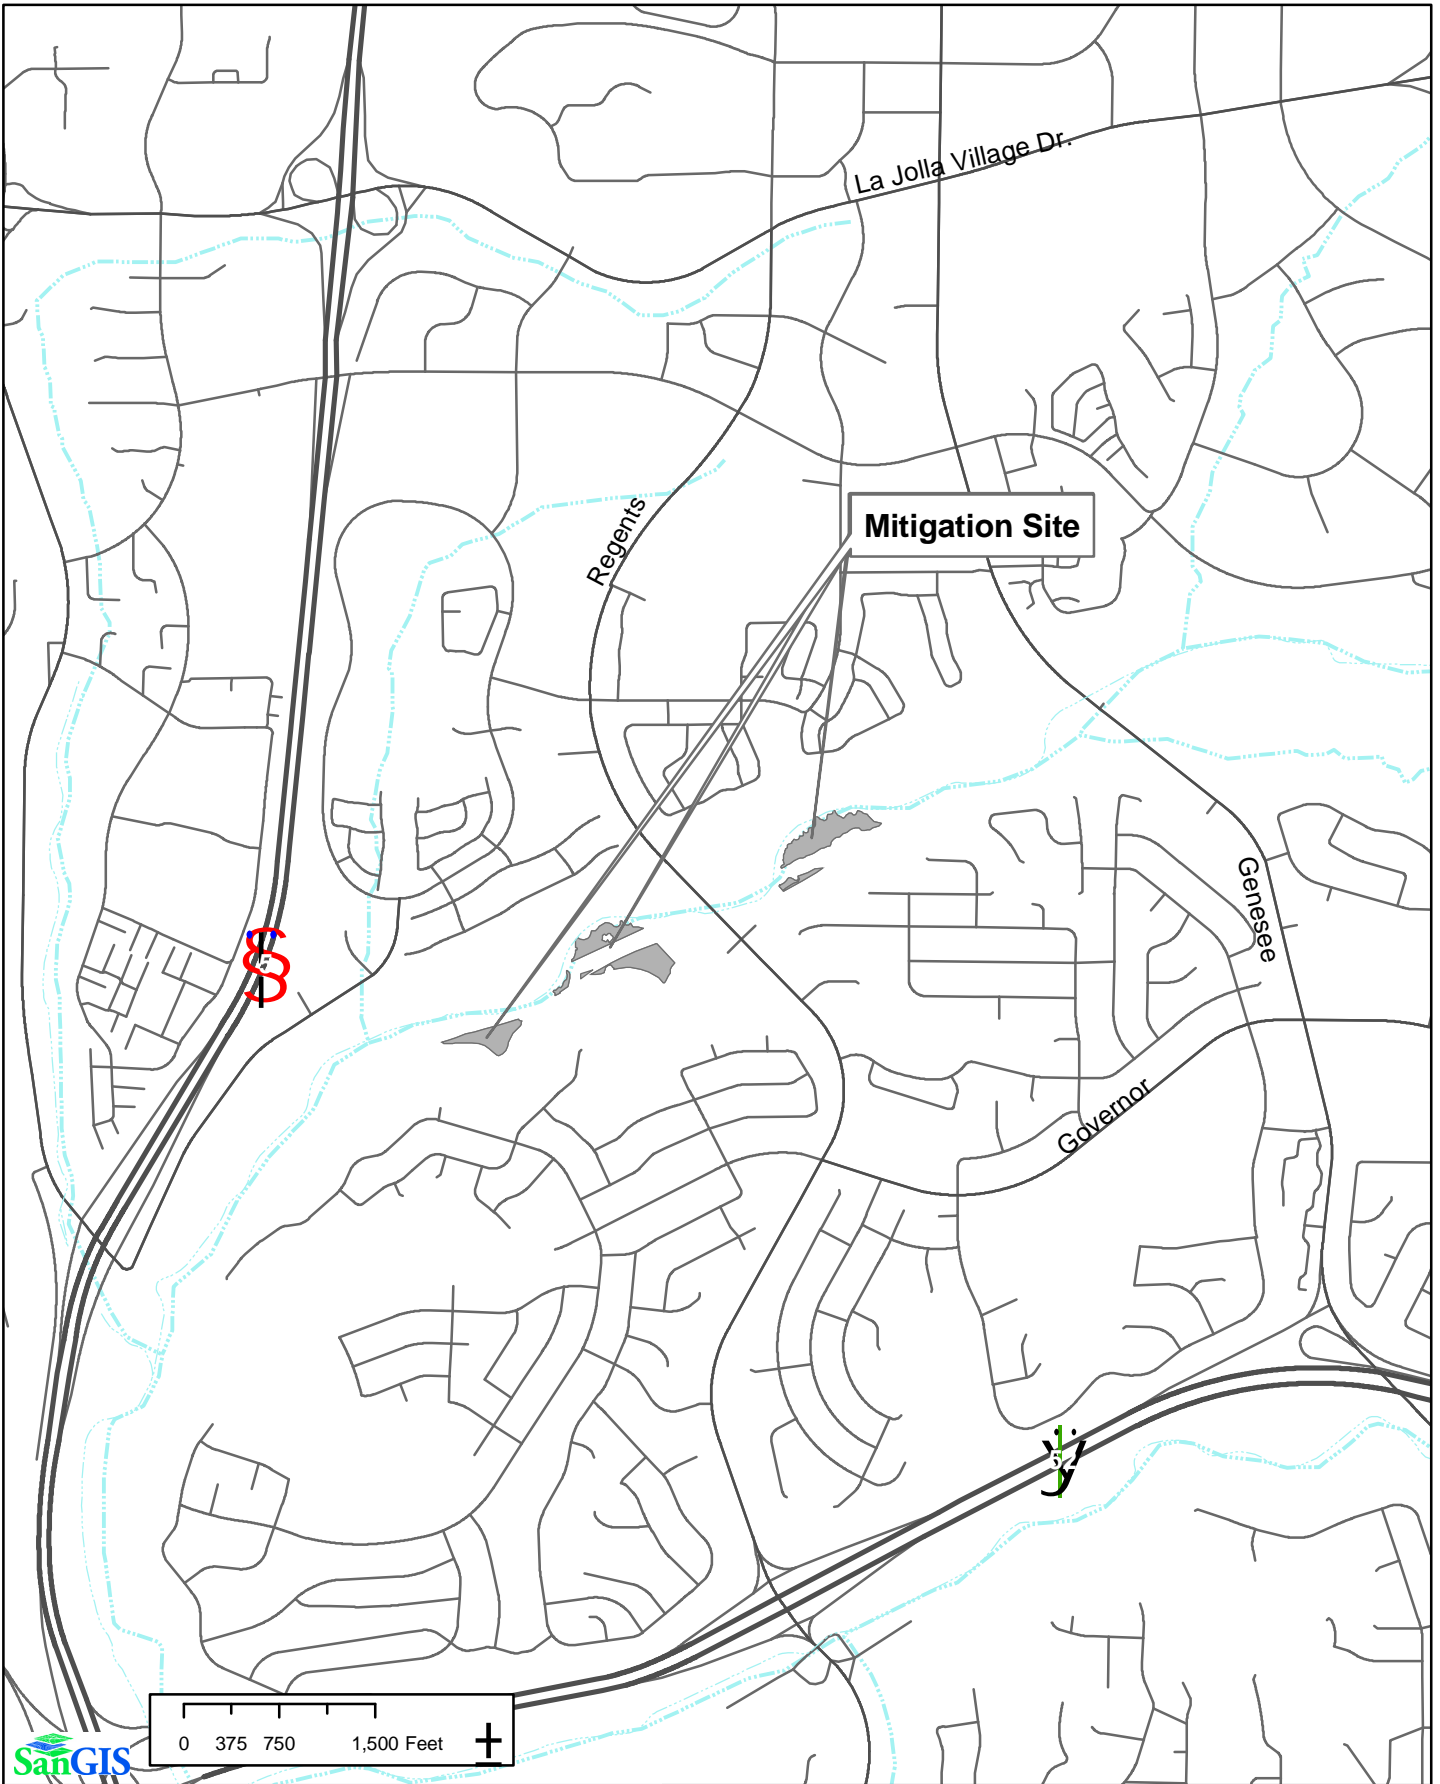 La Jolla Village Dr.
Regents
Mitigation Site
Genesee
Governor
0 375 750 1,500 Feet
SanGIS